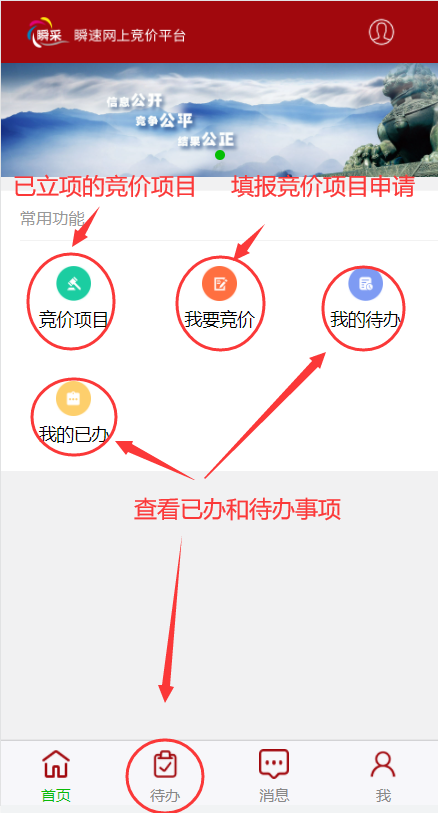 瞬采 瞬速网上竞价平台
信息公开
竞争公平
结果公正
已立项的竞价项目 填报竞价项目申请
常用功能
竞价项目 我要竞价 我的待办
我的已办
查看已办和待办事项
首页 待办 消息 我